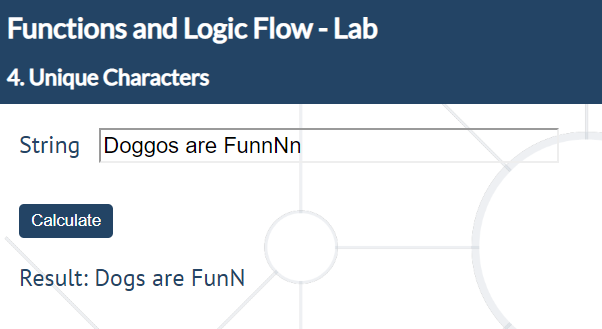 Functions and Logic Flow - Lab
4. Unique Characters
String Doggos are FunnNn
Calculate
Result: Dogs are FunN